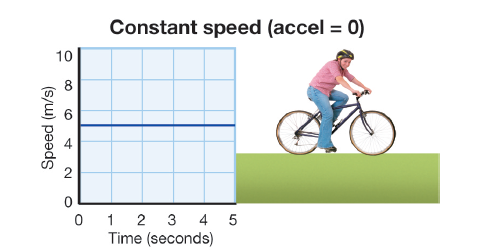 Constant speed (accel = 0)
Speed (m/s)
10
8
6
4
2
0
0 1 2 3 4 5
Time (seconds)